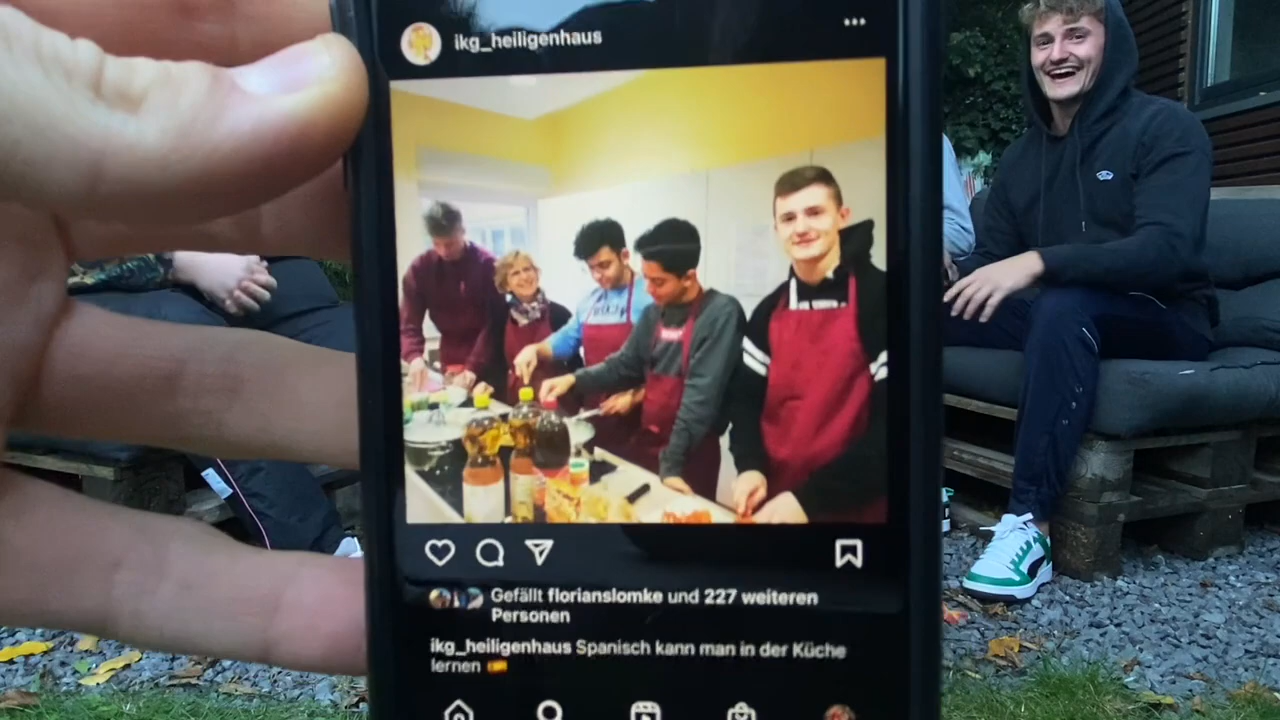 ikg_heiligenhaus
Gefällt florianslomke und 227 weiteren
Personen
ikg_heiligenhaus Spanisch kann man in der Küche
lernen 🇪🇸